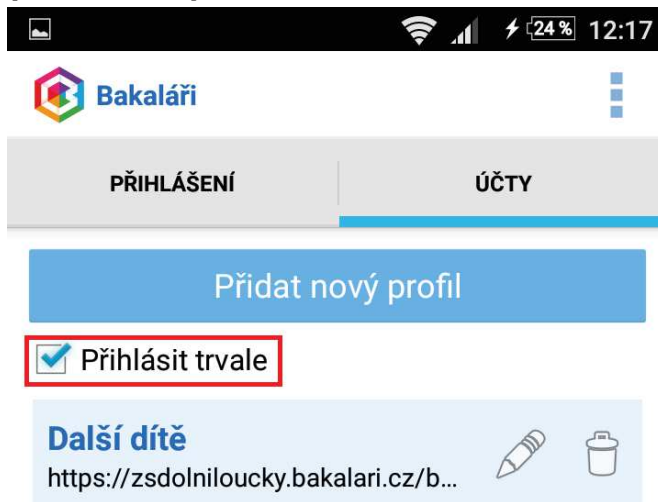 24% 12:17
Bakaláři
PŘIHLÁŠENÍ ÚČTY
Přidat nový profil
Přihlásit trvale
Další dítě
https://zsdolniloucky.bakalari.cz/b...